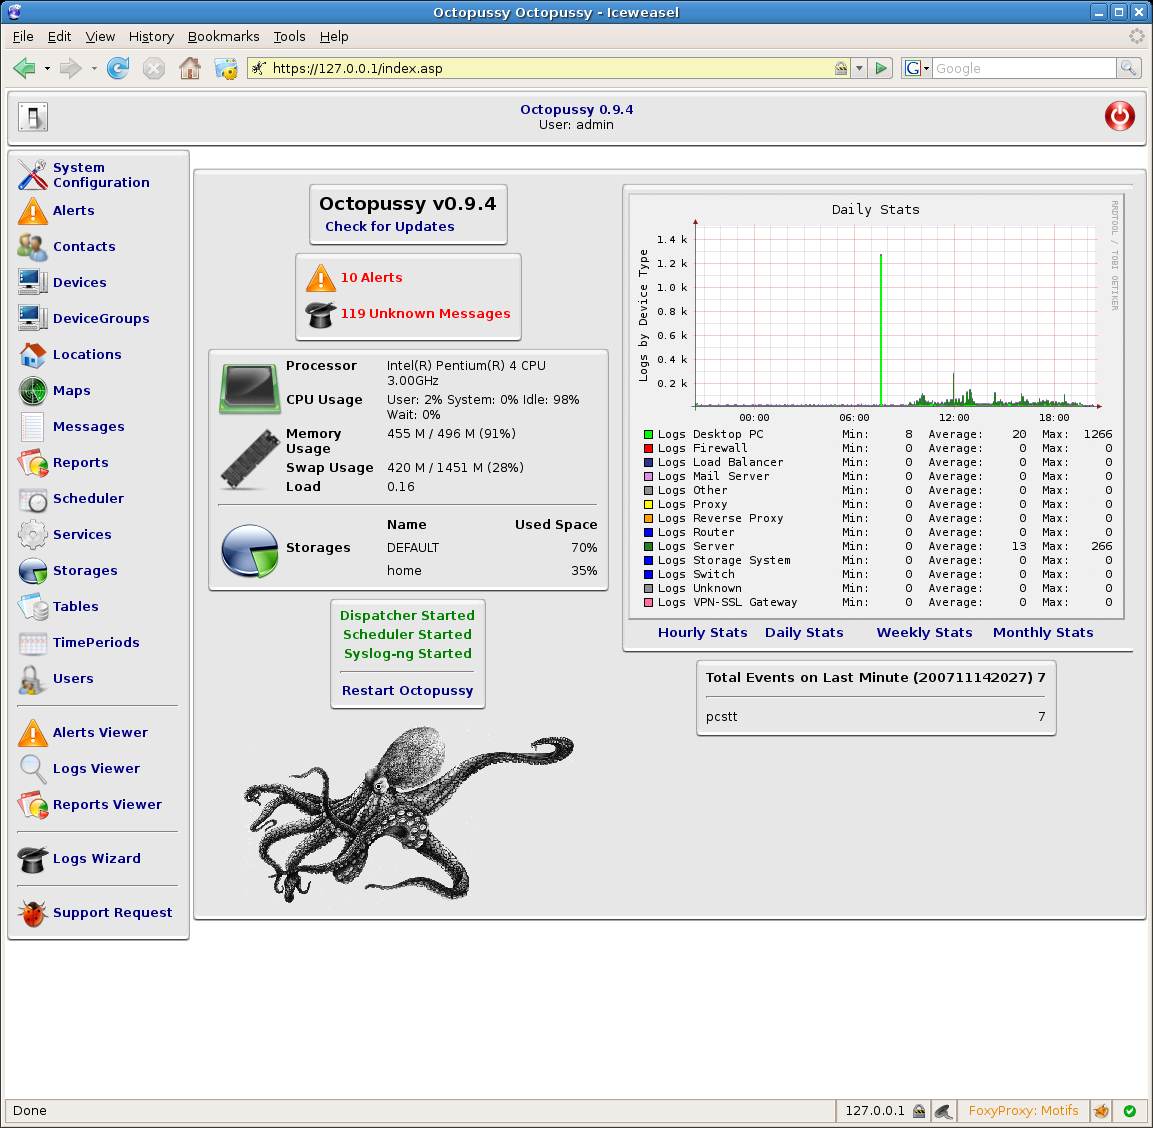 Octopussy Octopussy - Iceweasel
File Edit View History Bookmarks Tools Help
https://127.0.0.1/index.asp
G Google
Octopussy 0.9.4
User: admin
System
Configuration
Alerts
Contacts
Devices
DeviceGroups
Locations
Maps
Messages
Reports
Scheduler
Services
Storages
Tables
TimePeriods
Users
Alerts Viewer
Logs Viewer
Reports Viewer
Logs Wizard
Support Request
Octopussy v0.9.4
Check for Updates
10 Alerts
119 Unknown Messages
Processor Intel(R) Pentium(R) 4 CPU
3.00GHz
CPU Usage User: 2% System: 0% Idle: 98%
Wait: 0%
Memory 455 M / 496 M (91%)
Usage
Swap Usage 420 M / 1451 M (28%)
Load 0.16
Name Used Space
Storages DEFAULT 70%
home 35%
Dispatcher Started
Scheduler Started
Syslog-ng Started
Restart Octopussy
Daily Stats
RRDTOOL / TOBI OETIKER
Logs by Device Type
1.4 k
1.2 k
1.0 k
0.8 k
0.6 k
0.4 k
0.2 k
00:00 06:00 12:00 18:00
Logs Desktop PC Min: 8 Average: 20 Max: 1266
Logs Firewall Min: 0 Average: 0 Max: 0
Logs Load Balancer Min: 0 Average: 0 Max: 0
Logs Mail Server Min: 0 Average: 0 Max: 0
Logs Other Min: 0 Average: 0 Max: 0
Logs Proxy Min: 0 Average: 0 Max: 0
Logs Reverse Proxy Min: 0 Average: 0 Max: 0
Logs Router Min: 0 Average: 0 Max: 0
Logs Server Min: 0 Average: 13 Max: 266
Logs Storage System Min: 0 Average: 0 Max: 0
Logs Switch Min: 0 Average: 0 Max: 0
Logs Unknown Min: 0 Average: 0 Max: 0
Logs VPN-SSL Gateway Min: 0 Average: 0 Max: 0
Hourly Stats Daily Stats Weekly Stats Monthly Stats
Total Events on Last Minute (200711142027) 7
pcstt 7
Done 127.0.0.1 FoxyProxy: Motifs